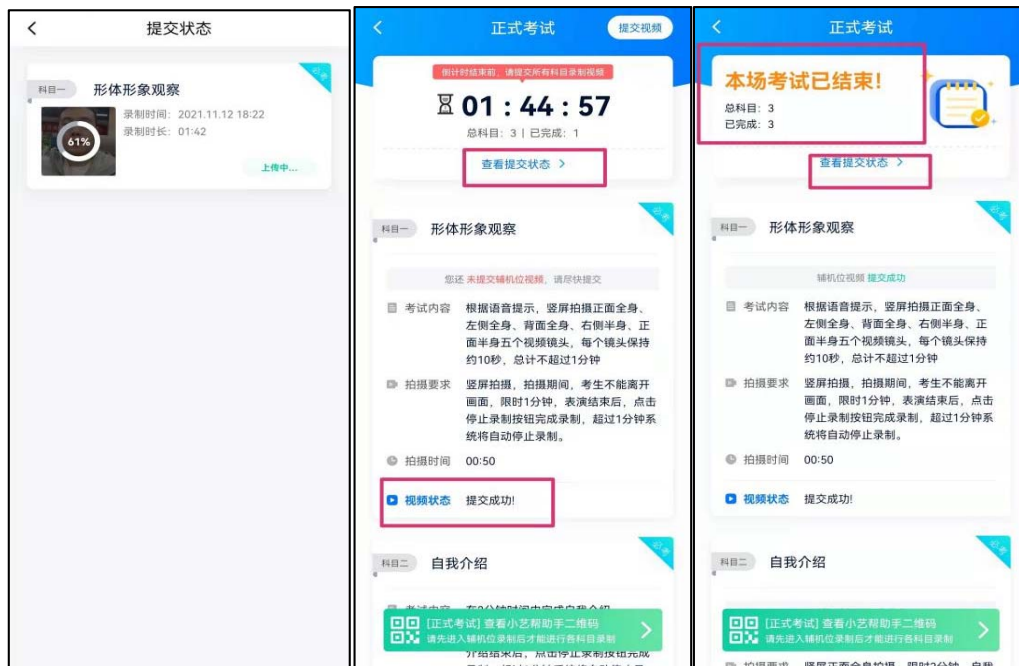 提交状态
必考
科目一
形体形象观察
录制时间: 2021.11.12 18:22
录制时长: 01:42
61%
上传中...
正式考试
提交视频
倒计时结束前，请提交所有科目录制视频
01 : 44 : 57
总科目: 3 | 已完成: 1
查看提交状态 >
必考
科目一
形体形象观察
您还 未提交辅机位视频, 请尽快提交
考试内容
根据语音提示，竖屏拍摄正面全身、
左侧全身、背面全身、右侧半身、正
面半身五个视频镜头，每个镜头保持
约10秒，总计不超过1分钟
拍摄要求
竖屏拍摄，拍摄期间，考生不能离开
画面，限时1分钟，表演结束后，点击
停止录制按钮完成录制，超过1分钟系
统将自动停止录制。
拍摄时间
00:50
视频状态
提交成功!
必考
科目二
自我介绍
[正式考试] 查看小艺帮助手二维码
请先进入辅机位录制后才能进行各科目录制
正式考试
本场考试已结束!
总科目: 3
已完成: 3
查看提交状态 >
必考
科目一
形体形象观察
辅机位视频 提交成功
考试内容
根据语音提示，竖屏拍摄正面全身、
左侧全身、背面全身、右侧半身、正
面半身五个视频镜头，每个镜头保持
约10秒，总计不超过1分钟
拍摄要求
竖屏拍摄，拍摄期间，考生不能离开
画面，限时1分钟，表演结束后，点击
停止录制按钮完成录制，超过1分钟系
统将自动停止录制。
拍摄时间
00:50
视频状态
提交成功!
必考
科目二
自我介绍
[正式考试] 查看小艺帮助手二维码
请先进入辅机位录制后才能进行各科目录制